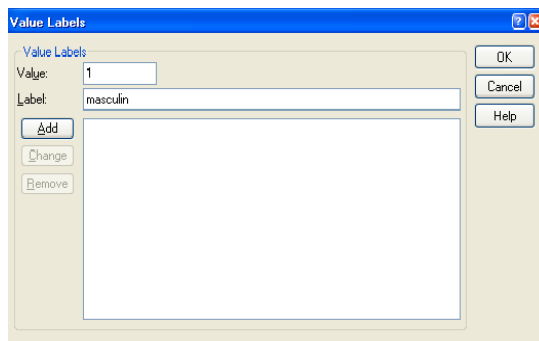 Value Labels
Value Labels
Value: 1
Label: masculin
Add
Change
Remove
OK
Cancel
Help